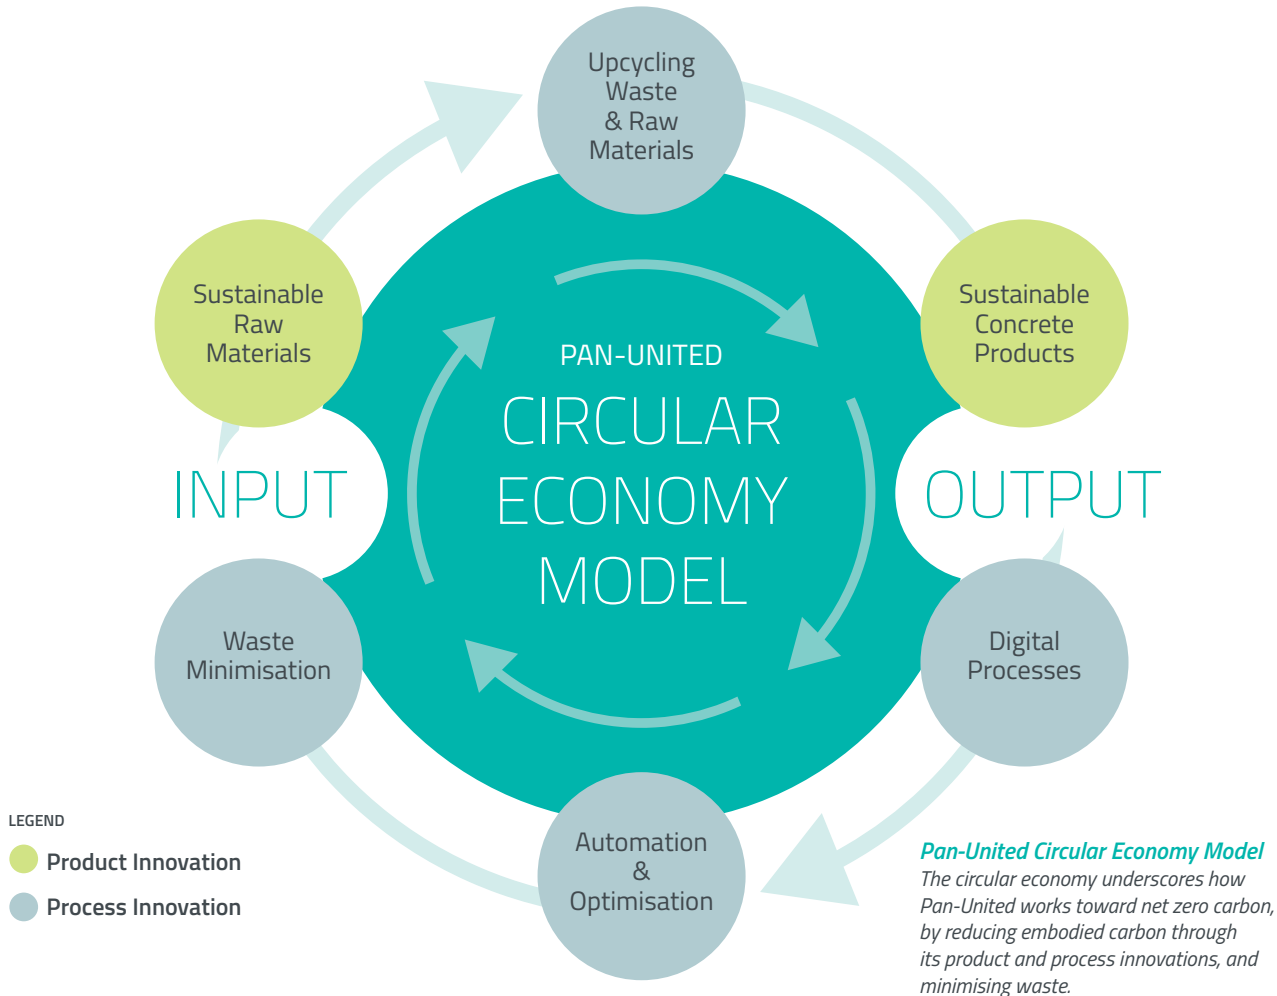 Upcycling
Waste
& Raw
Materials
Sustainable
Raw
Materials
Sustainable
Concrete
Products
PAN-UNITED
CIRCULAR
ECONOMY
MODEL
INPUT
OUTPUT
Waste
Minimisation
Digital
Processes
Automation
&
Optimisation
LEGEND
Product Innovation
Process Innovation
Pan-United Circular Economy Model
The circular economy underscores how
Pan-United works toward net zero carbon,
by reducing embodied carbon through
its product and process innovations, and
minimising waste.